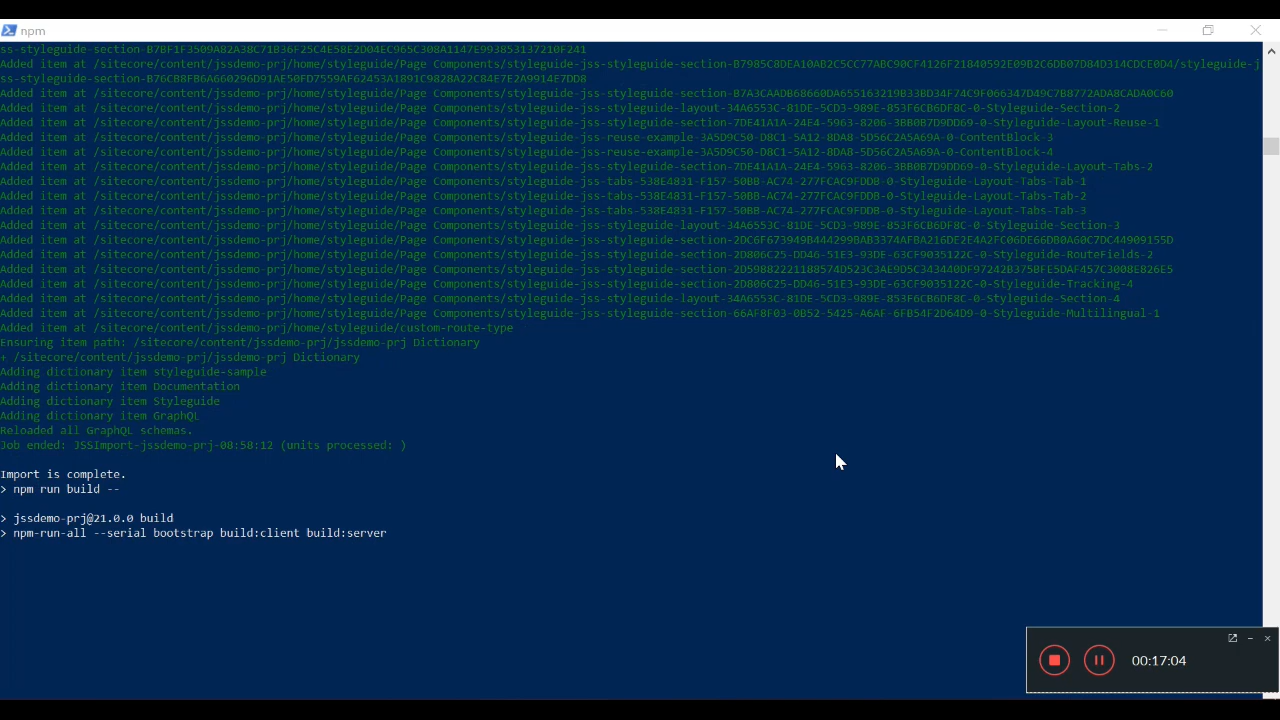 npm
ss-styleguide-section-B7BF1F3509A82A38C71B36F25C4E58E2D04EC965C308A1147E993853137210F241
Added item at /sitecore/content/jssdemo-prj/home/styleguide/Page Components/styleguide-jss-styleguide-section-B7985C8DEA10AB2C5CC77ABC90CF4126F21840592E09B2C6DB07D84D314CDCE0D4/styleguide-j
ss-styleguide-section-B76CB8FB6A660296D91AE50FD7559AF62453A1891C9828A22C84E7E2A9914E7DD8
Added item at /sitecore/content/jssdemo-prj/home/styleguide/Page Components/styleguide-jss-styleguide-section-B7A3CAADB68660DA655163219B33BD34F74C9F066347D49C7B8772ADA8CADA0C60
Added item at /sitecore/content/jssdemo-prj/home/styleguide/Page Components/styleguide-jss-styleguide-layout-34A6553C-81DE-5CD3-989E-853F6CB6DF8C-0-Styleguide-Section-2
Added item at /sitecore/content/jssdemo-prj/home/styleguide/Page Components/styleguide-jss-styleguide-section-7DE41A1A-24E4-5963-8206-3BB0B7D9DD69-0-Styleguide-Layout-Reuse-1
Added item at /sitecore/content/jssdemo-prj/home/styleguide/Page Components/styleguide-jss-reuse-example-3A5D9C50-D8C1-5A12-8DA8-5D56C2A5A69A-0-ContentBlock-3
Added item at /sitecore/content/jssdemo-prj/home/styleguide/Page Components/styleguide-jss-reuse-example-3A5D9C50-D8C1-5A12-8DA8-5D56C2A5A69A-0-ContentBlock-4
Added item at /sitecore/content/jssdemo-prj/home/styleguide/Page Components/styleguide-jss-styleguide-section-7DE41A1A-24E4-5963-8206-3BB0B7D9DD69-0-Styleguide-Layout-Tabs-2
Added item at /sitecore/content/jssdemo-prj/home/styleguide/Page Components/styleguide-jss-tabs-538E4831-F157-50BB-AC74-277FCAC9FDDB-0-Styleguide-Layout-Tabs-Tab-1
Added item at /sitecore/content/jssdemo-prj/home/styleguide/Page Components/styleguide-jss-tabs-538E4831-F157-50BB-AC74-277FCAC9FDDB-0-Styleguide-Layout-Tabs-Tab-2
Added item at /sitecore/content/jssdemo-prj/home/styleguide/Page Components/styleguide-jss-tabs-538E4831-F157-50BB-AC74-277FCAC9FDDB-0-Styleguide-Layout-Tabs-Tab-3
Added item at /sitecore/content/jssdemo-prj/home/styleguide/Page Components/styleguide-jss-styleguide-layout-34A6553C-81DE-5CD3-989E-853F6CB6DF8C-0-Styleguide-Section-3
Added item at /sitecore/content/jssdemo-prj/home/styleguide/Page Components/styleguide-jss-styleguide-section-2DC6F673949B444299BAB3374AFBA216DE2E4A2FC06DE66DB0A60C7DC44909155D
Added item at /sitecore/content/jssdemo-prj/home/styleguide/Page Components/styleguide-jss-styleguide-section-2D806C25-DD46-51E3-93DE-63CF9035122C-0-Styleguide-RouteFields-2
Added item at /sitecore/content/jssdemo-prj/home/styleguide/Page Components/styleguide-jss-styleguide-section-2D59882221188574D523C3AE9D5C343440DF97242B375BFE5DAF457C3008EB26E5
Added item at /sitecore/content/jssdemo-prj/home/styleguide/Page Components/styleguide-jss-styleguide-section-2D806C25-DD46-51E3-93DE-63CF9035122C-0-Styleguide-Tracking-4
Added item at /sitecore/content/jssdemo-prj/home/styleguide/Page Components/styleguide-jss-styleguide-layout-34A6553C-81DE-5CD3-989E-853F6CB6DF8C-0-Styleguide-Section-4
Added item at /sitecore/content/jssdemo-prj/home/styleguide/Page Components/styleguide-jss-styleguide-section-66AF8F03-0B52-5425-A6AF-6FB54F2D64D9-0-Styleguide-Multilingual-1
Added item at /sitecore/content/jssdemo-prj/home/styleguide/custom-route-type
Ensuring item path: /sitecore/content/jssdemo-prj/jssdemo-prj Dictionary
+ /sitecore/content/jssdemo-prj/jssdemo-prj Dictionary
Adding dictionary item styleguide-sample
Adding dictionary item Documentation
Adding dictionary item Styleguide
Adding dictionary item GraphQL
Reloaded all GraphQL schemas.
Job ended: JSSImport-jssdemo-prj-08:58:12 (units processed: )
Import is complete.
> npm run build --
> jssdemo-prj@21.0.0 build
> npm-run-all --serial bootstrap build:client build:server
00:17:04